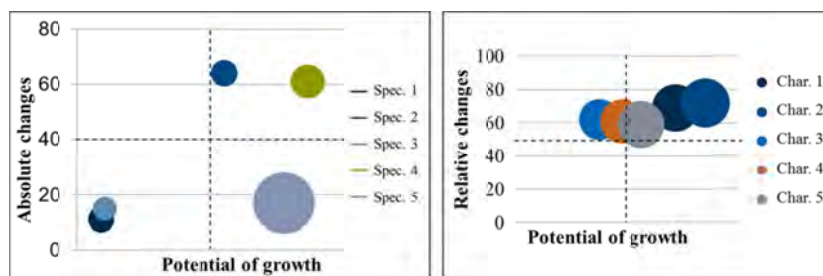 Absolute changes
80
60
40
20
0
Potential of growth
Spec. 1
Spec. 2
Spec. 3
Spec. 4
Spec. 5
Relative changes
100
80
60
40
20
0
Potential of growth
Char. 1
Char. 2
Char. 3
Char. 4
Char. 5